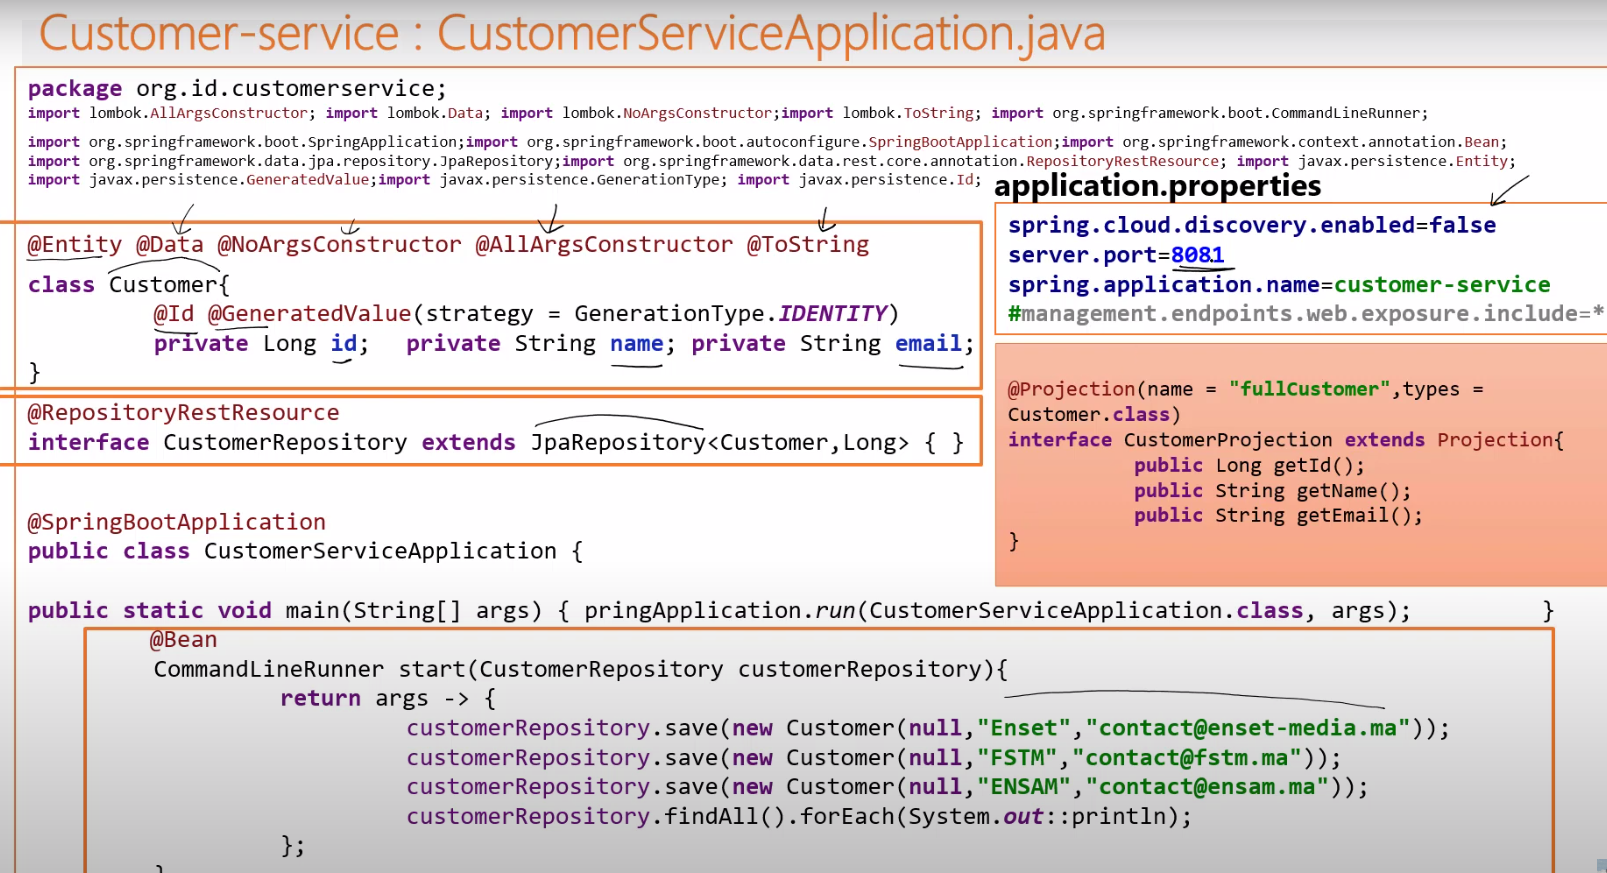 Customer-service : CustomerServiceApplication.java
package org.id.customerservice;
import lombok.AllArgsConstructor; import lombok.Data; import lombok.NoArgsConstructor;import lombok.ToString; import org.springframework.boot.CommandLineRunner;
import org.springframework.boot.SpringApplication;import org.springframework.boot.autoconfigure.SpringBootApplication;import org.springframework.context.annotation.Bean;
import org.springframework.data.jpa.repository.JpaRepository;import org.springframework.data.rest.core.annotation.RepositoryRestResource; import javax.persistence.Entity;
import javax.persistence.GeneratedValue;import javax.persistence.GenerationType; import javax.persistence.Id;
@Entity @Data @NoArgsConstructor @AllArgsConstructor @ToString
class Customer{
@Id @GeneratedValue(strategy = GenerationType.IDENTITY)
private Long id; private String name; private String email;
}
@RepositoryRestResource
interface CustomerRepository extends JpaRepository<Customer,Long> { }
application.properties
spring.cloud.discovery.enabled=false
server.port=8081
spring.application.name=customer-service
#management.endpoints.web.exposure.include=*
@Projection(name = "fullCustomer",types =
Customer.class)
interface CustomerProjection extends Projection{
public Long getId();
public String getName();
public String getEmail();
}
@SpringBootApplication
public class CustomerServiceApplication {
public static void main(String[] args) { pringApplication.run(CustomerServiceApplication.class, args); }
@Bean
CommandLineRunner start(CustomerRepository customerRepository){
return args -> {
customerRepository.save(new Customer(null,"Enset","contact@enset-media.ma"));
customerRepository.save(new Customer(null,"FSTM","contact@fstm.ma"));
customerRepository.save(new Customer(null,"ENSAM","contact@ensam.ma"));
customerRepository.findAll().forEach(System.out::println);
};
}